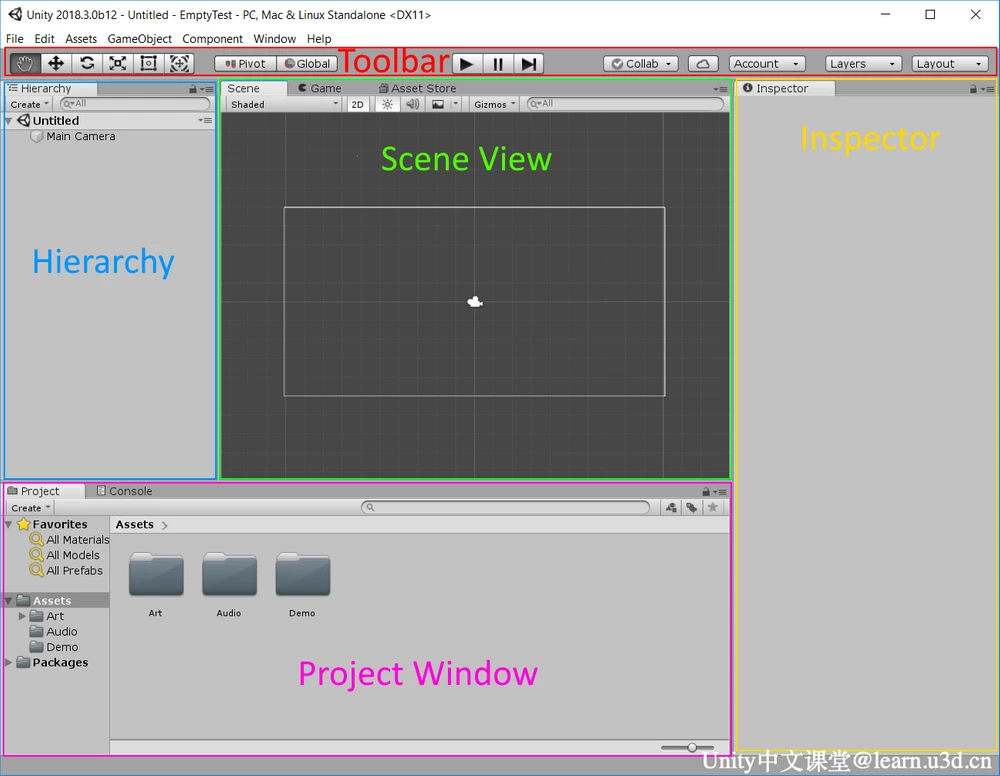 Unity 2018.3.0b12 - Untitled - EmptyTest - PC, Mac & Linux Standalone <DX11>
File Edit Assets GameObject Component Window Help
Pivot Global Toolbar Collab Account Layers Layout
Hierarchy
Create All
Untitled
Main Camera
Hierarchy
Scene Game Asset Store
Shaded 2D Gizmos All
Scene View
Inspector
Inspector
Project Console
Create
Favorites
All Materials
All Models
All Prefabs
Assets
Art
Audio
Demo
Packages
Assets
Art Audio Demo
Project Window
Unity中文课堂@learn.u3d.cn